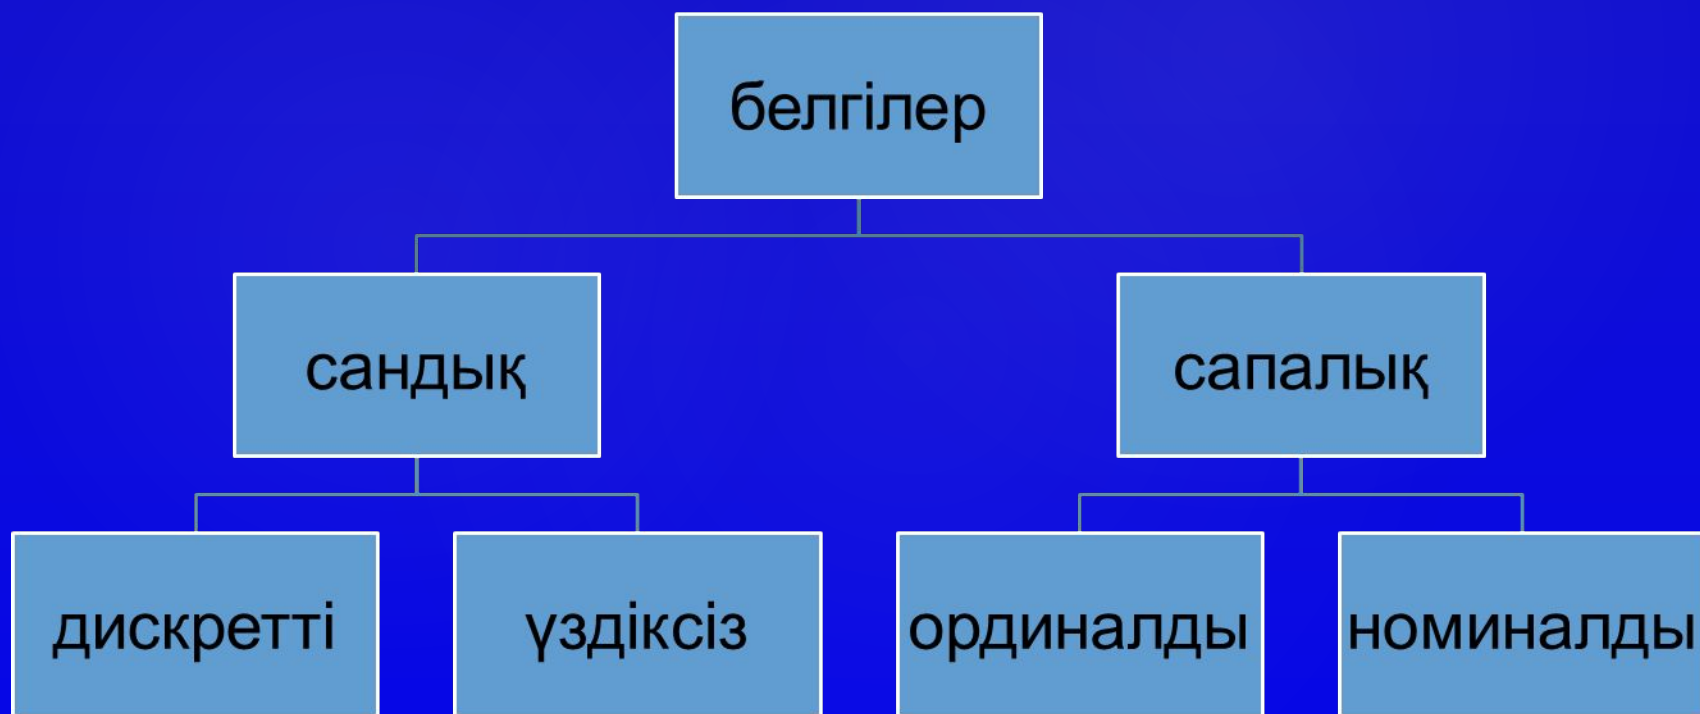 белгілер
сандық
сапалық
дискретті
үздіксіз
ординалды
номиналды